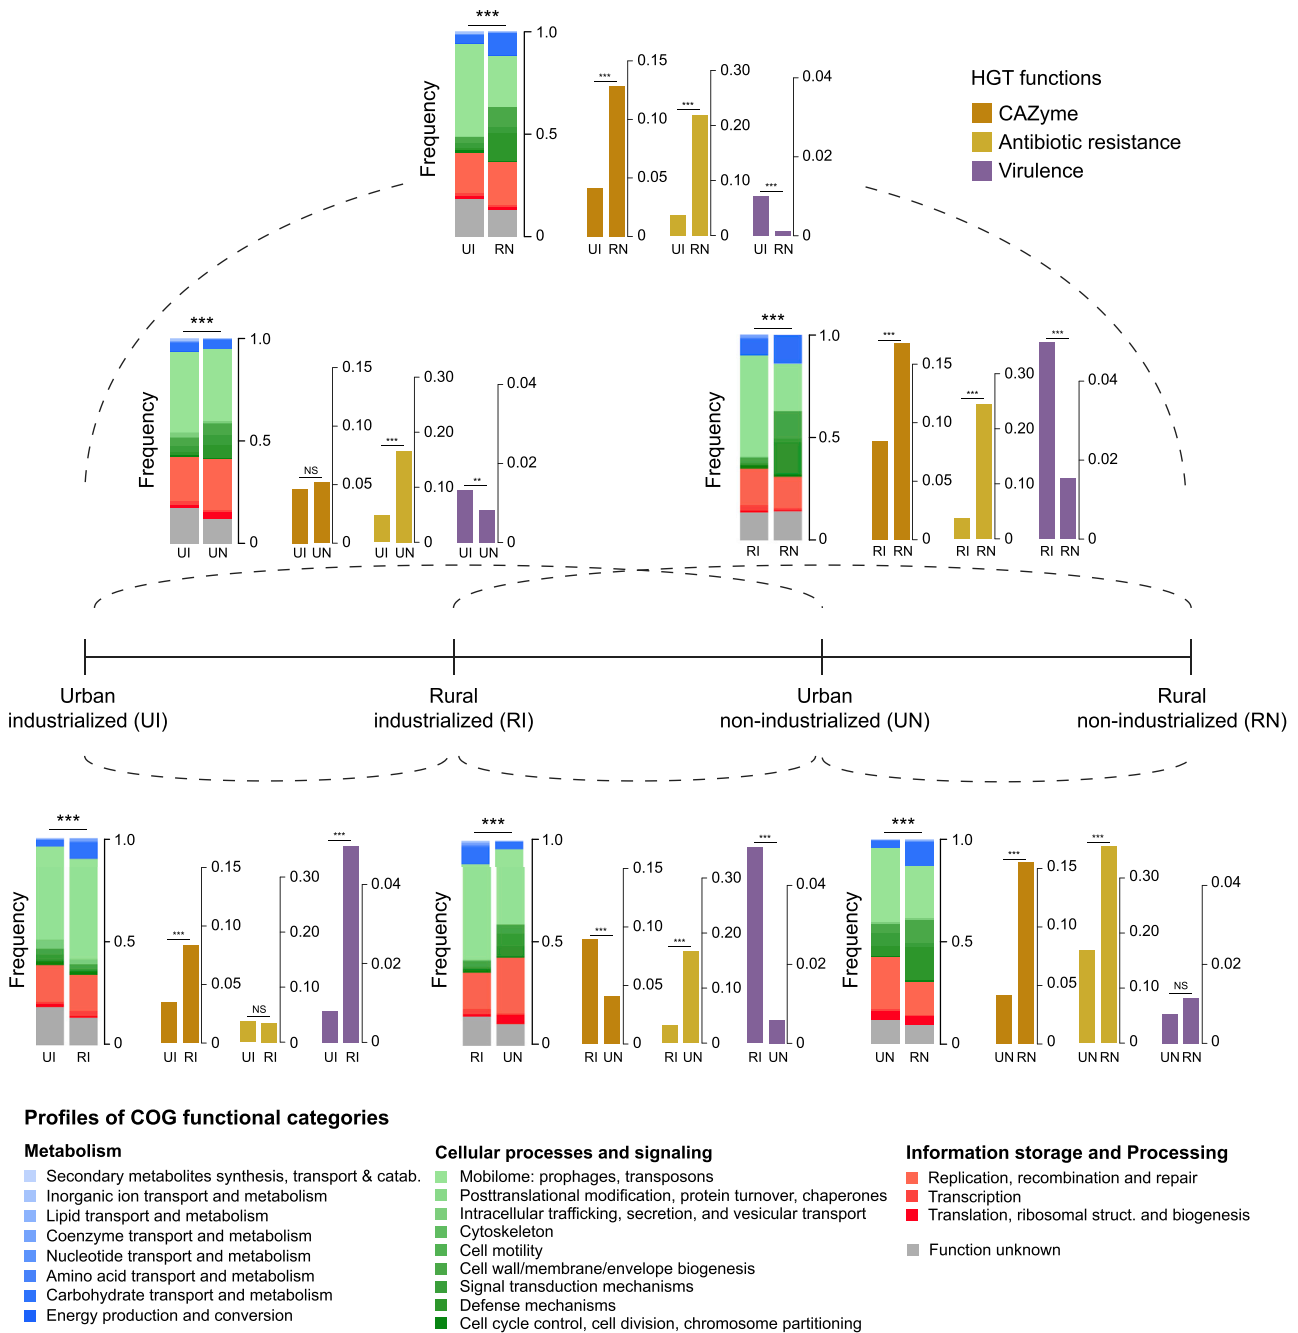 ***
1.0
0.5
0
Frequency
UI RN
***
0.15
0.10
0.05
0
UI RN
***
0.30
0.20
0.10
0
UI RN
***
0.04
0.02
0
UI RN
HGT functions
CAZyme
Antibiotic resistance
Virulence
***
1.0
0.5
0
Frequency
UI UN
NS
0.15
0.10
0.05
0
UI UN
***
0.30
0.20
0.10
0
UI UN
**
0.04
0.02
0
UI UN
***
1.0
0.5
0
Frequency
RI RN
***
0.15
0.10
0.05
0
RI RN
***
0.30
0.20
0.10
0
RI RN
***
0.04
0.02
0
RI RN
Urban
industrialized (UI)
Rural
industrialized (RI)
Urban
non-industrialized (UN)
Rural
non-industrialized (RN)
***
1.0
0.5
0
Frequency
UI RI
***
0.15
0.10
0.05
0
UI RI
NS
0.30
0.20
0.10
0
UI RI
***
0.04
0.02
0
UI RI
***
1.0
0.5
0
Frequency
RI UN
***
0.15
0.10
0.05
0
RI UN
***
0.30
0.20
0.10
0
RI UN
***
0.04
0.02
0
RI UN
***
1.0
0.5
0
Frequency
UN RN
***
0.15
0.10
0.05
0
UN RN
***
0.30
0.20
0.10
0
UN RN
NS
0.04
0.02
0
UN RN
Profiles of COG functional categories
Metabolism
Secondary metabolites synthesis, transport & catab.
Inorganic ion transport and metabolism
Lipid transport and metabolism
Coenzyme transport and metabolism
Nucleotide transport and metabolism
Amino acid transport and metabolism
Carbohydrate transport and metabolism
Energy production and conversion
Cellular processes and signaling
Mobilome: prophages, transposons
Posttranslational modification, protein turnover, chaperones
Intracellular trafficking, secretion, and vesicular transport
Cytoskeleton
Cell motility
Cell wall/membrane/envelope biogenesis
Signal transduction mechanisms
Defense mechanisms
Cell cycle control, cell division, chromosome partitioning
Information storage and Processing
Replication, recombination and repair
Transcription
Translation, ribosomal struct. and biogenesis
Function unknown